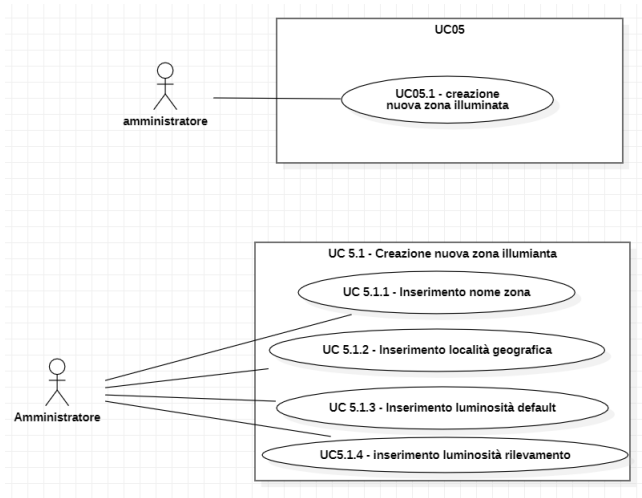 UC05
UC05.1 - creazione
nuova zona illuminata
amministratore
UC 5.1 - Creazione nuova zona illumianta
UC 5.1.1 - Inserimento nome zona
UC 5.1.2 - Inserimento località geografica
UC 5.1.3 - Inserimento luminosità default
UC5.1.4 - inserimento luminosità rilevamento
Amministratore